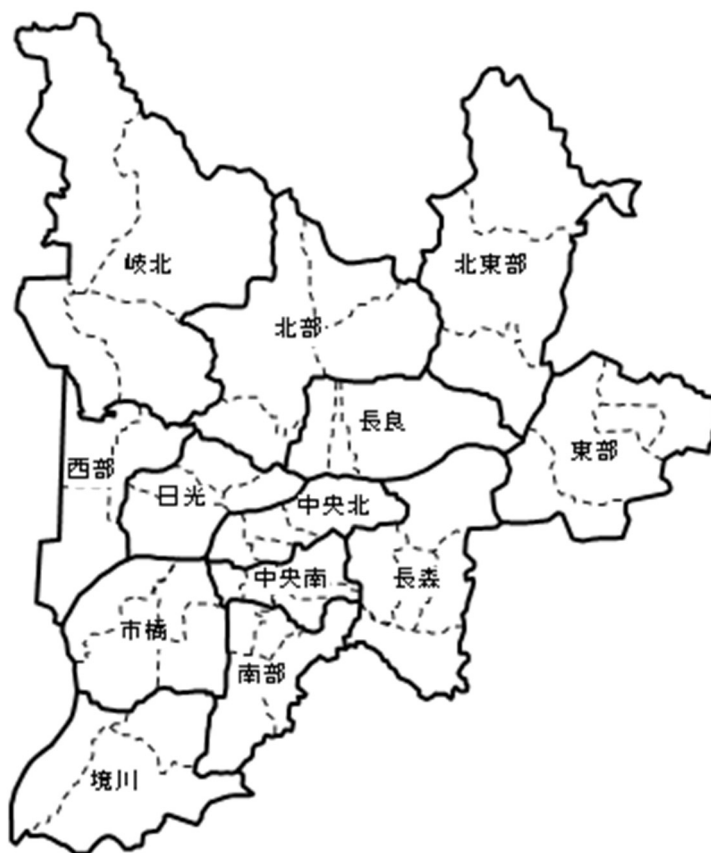 岐北
北東部
北部
長良
東部
西部
日光
中央北
中央南
長森
市橋
南部
境川